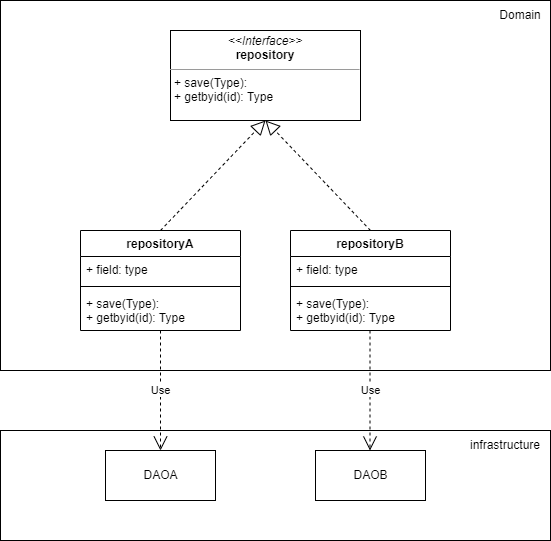 Domain
<<Interface>>
repository
+ save(Type):
+ getbyid(id): Type
repositoryA
+ field: type
+ save(Type):
+ getbyid(id): Type
repositoryB
+ field: type
+ save(Type):
+ getbyid(id): Type
Use
Use
infrastructure
DAOA
DAOB